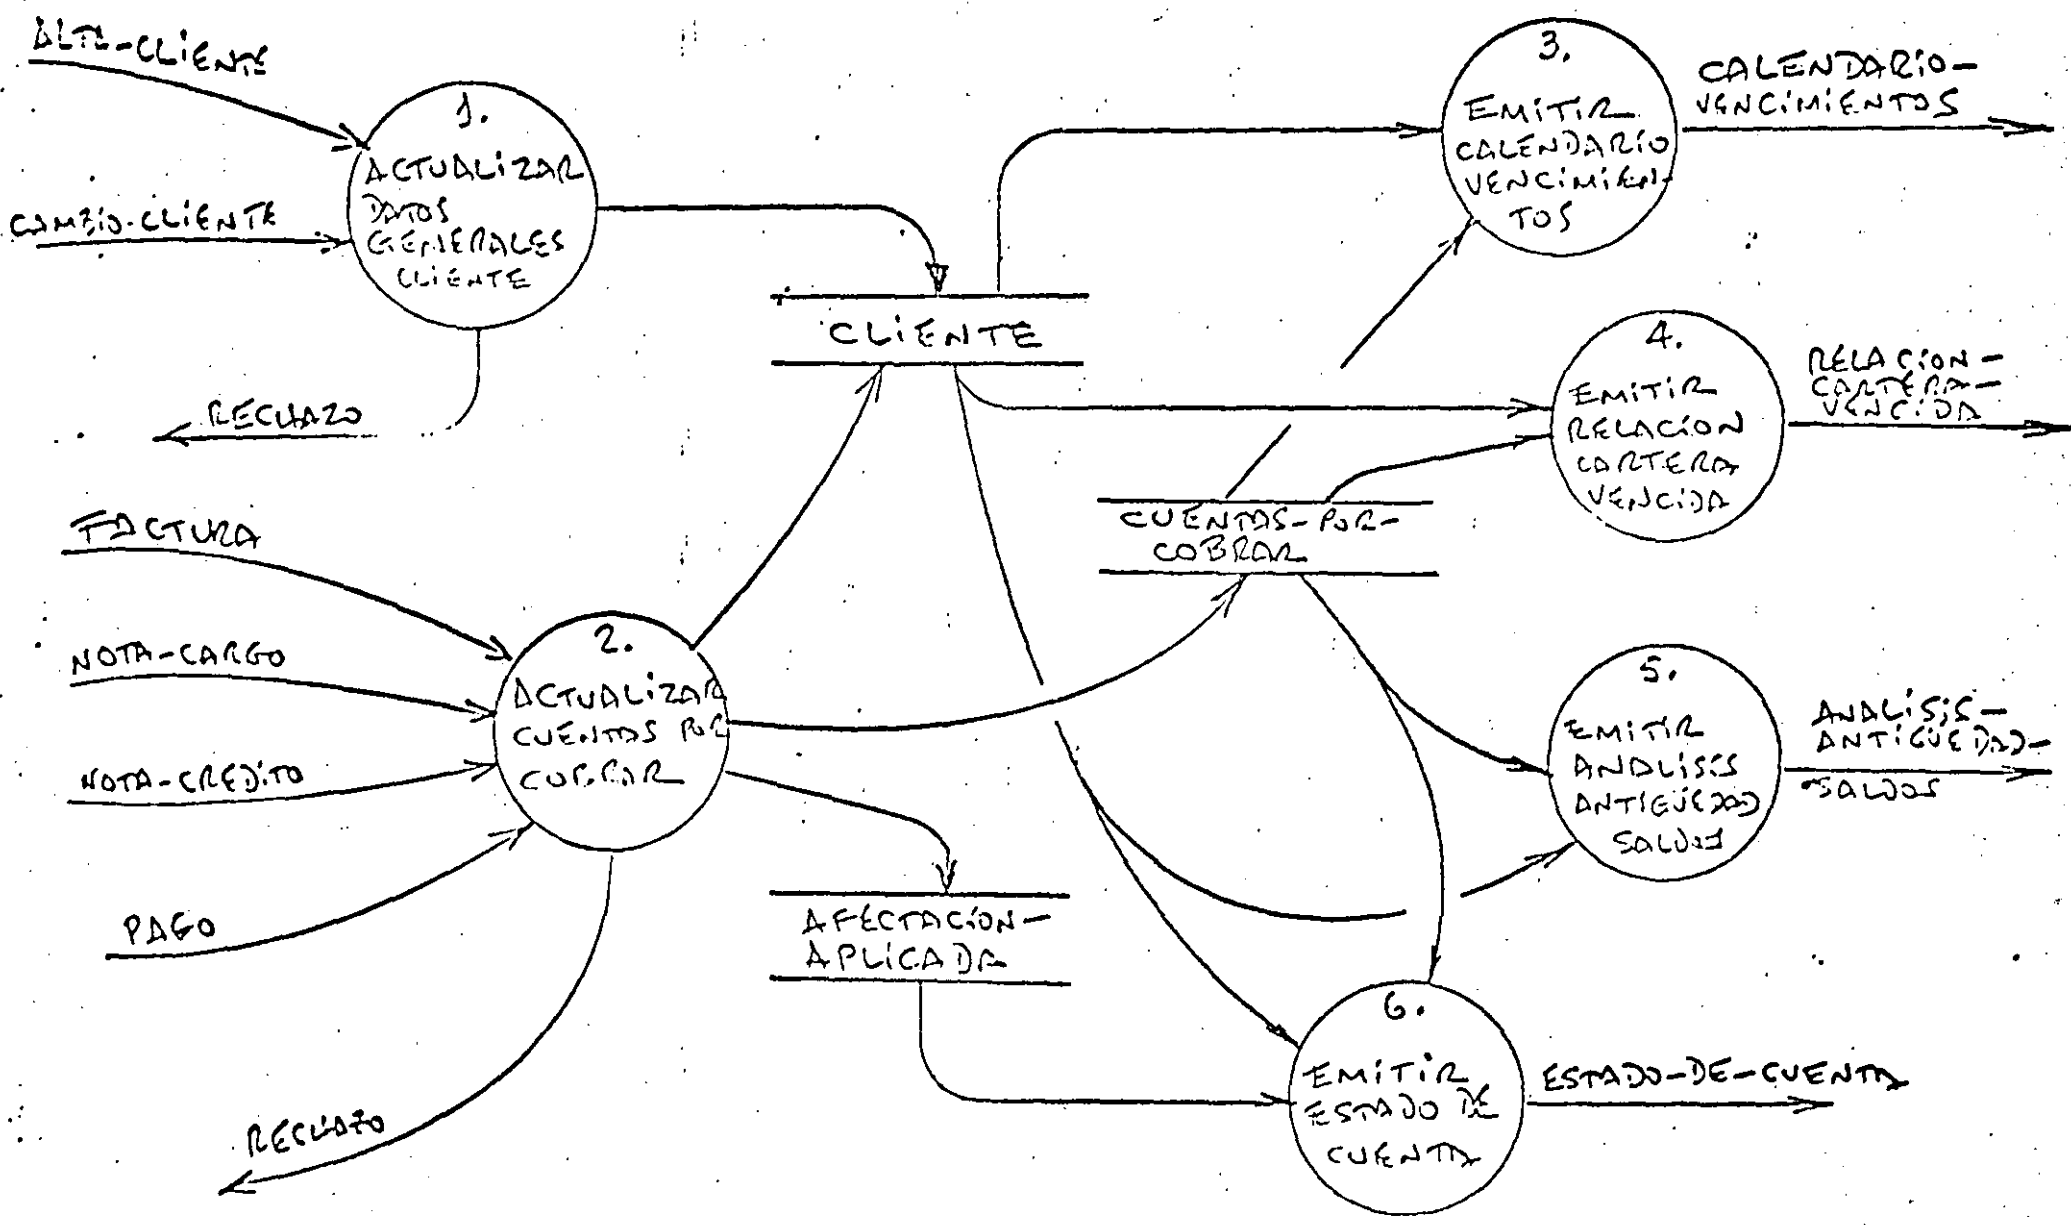 ALTA-CLIENTE
CAMBIO-CLIENTE
1.
ACTUALIZAR
DATOS
GENERALES
CLIENTE
RECHAZO
CLIENTE
3.
EMITIR
CALENDARIO
VENCIMIEN-
TOS
CALENDARIO-
VENCIMIENTOS
4.
EMITIR
RELACION
CARTERA
VENCIDA
RELACION-
CARTERA-
VENCIDA
CUENTAS-POR-
COBRAR
FACTURA
NOTA-CARGO
NOTA-CREDITO
PAGO
2.
ACTUALIZAR
CUENTAS POR
COBRAR
RECHAZO
AFECTACION-
APLICADA
5.
EMITIR
ANALISIS
ANTIGÜEDAD
SALDOS
ANALISIS-
ANTIGUEDAD-
SALDOS
6.
EMITIR
ESTADO DE
CUENTA
ESTADO-DE-CUENTA